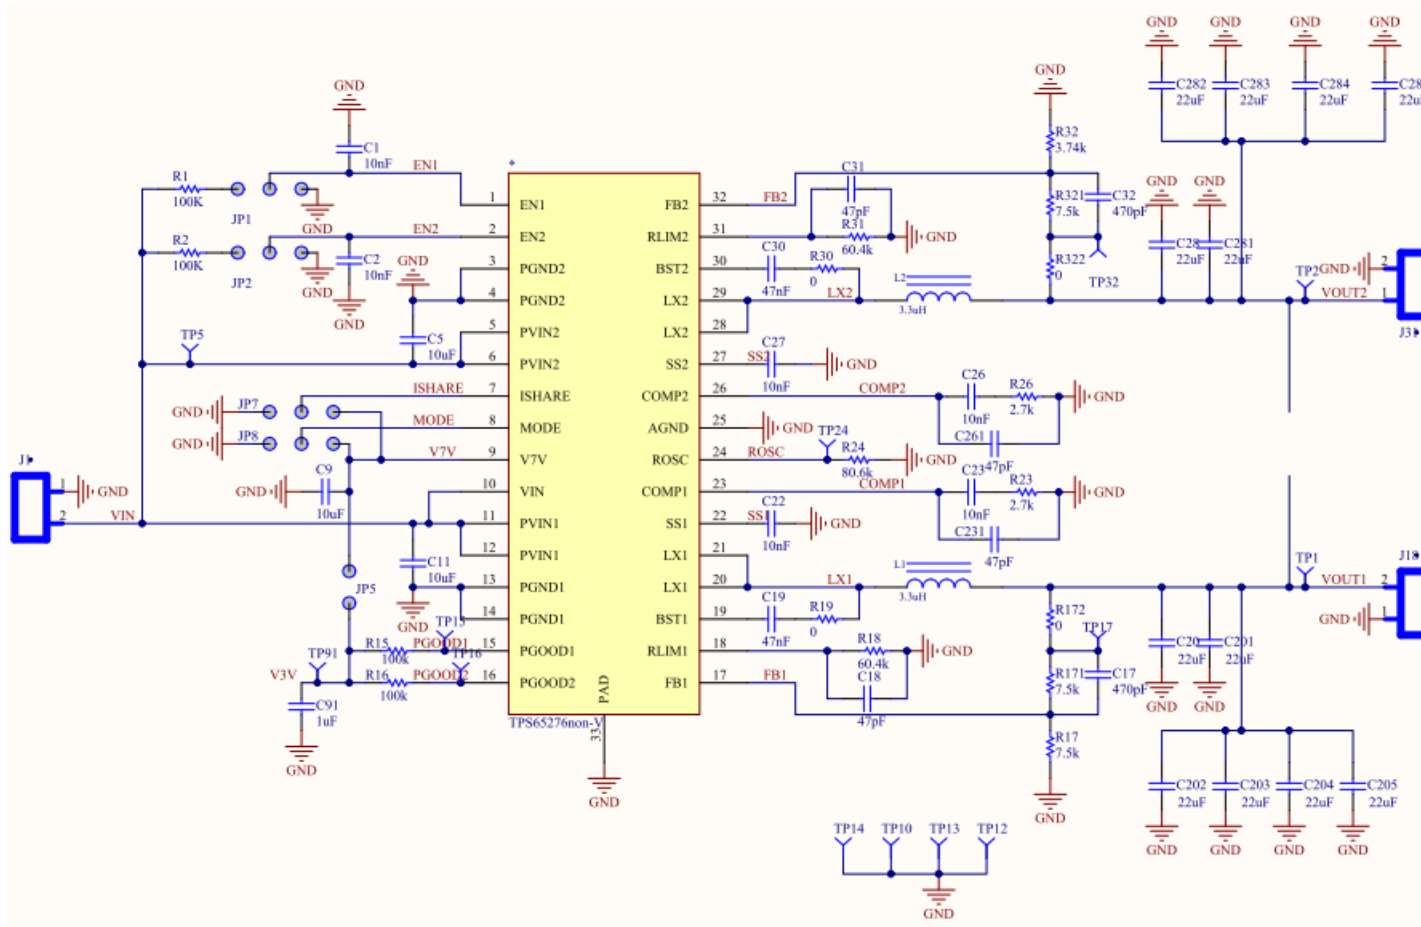 GND GND GND GND
C282 C283 C284 C28
22uF 22uF 22uF 22u
GND
R32
3.74k
GND
C1
10nF
EN1
R1
100K
JP1
GND
EN2
R2
100K
JP2
GND
C2
10nF
GND
GND
C5
10uF
TP5
ISHARE
GND JP7
MODE
GND JP8
V7V
C9
GND
10uF
J1
1 GND
2 VIN
C11
10uF
GND
JP5
TP15
R15 PGOOD1
100k
TP16
R16 PGOOD2
100k
TP91
V3V
C91
1uF
GND
*
1 EN1
2 EN2
3 PGND2
4 PGND2
5 PVIN2
6 PVIN2
7 ISHARE
8 MODE
9 V7V
10 VIN
11 PVIN1
12 PVIN1
13 PGND1
14 PGND1
15 PGOOD1
16 PGOOD2
FB2 32 FB2
RLIM2 31
BST2 30
LX2 29
LX2 28
SS2 27 SS2
COMP2 26 COMP2
AGND 25 GND
ROSC 24 ROSC
COMP1 23 COMP1
SS1 22 SS1
LX1 21
LX1 20 LX1
BST1 19
RLIM1 18
FB1 17 FB1
PAD
33
TPS65276non-V
GND
C31
47pF
R31
60.4k
GND
C30
47nF
R30
0
LX2
L2
3.3uH
R321
7.5k
C32
470pF
R322
0
TP32
GND GND
C28 C281
22uF 22uF
TP2
GND 2
VOUT2 1
J31
C27
10nF
GND
C26
10nF
R26
2.7k
GND
C261
47pF
TP24
R24
80.6k
GND
C23
10nF
R23
2.7k
GND
C231
47pF
C22
10nF
GND
L1
3.3uH
C19
47nF
R19
0
R18
60.4k
GND
C18
47pF
R172
0
TP17
R171
7.5k
C17
470pF
R17
7.5k
GND
C20 C201
22uF 22uF
GND GND
TP1
VOUT1 2
GND 1
J18
C202 C203 C204 C205
22uF 22uF 22uF 22uF
GND GND GND GND
TP14 TP10 TP13 TP12
GND